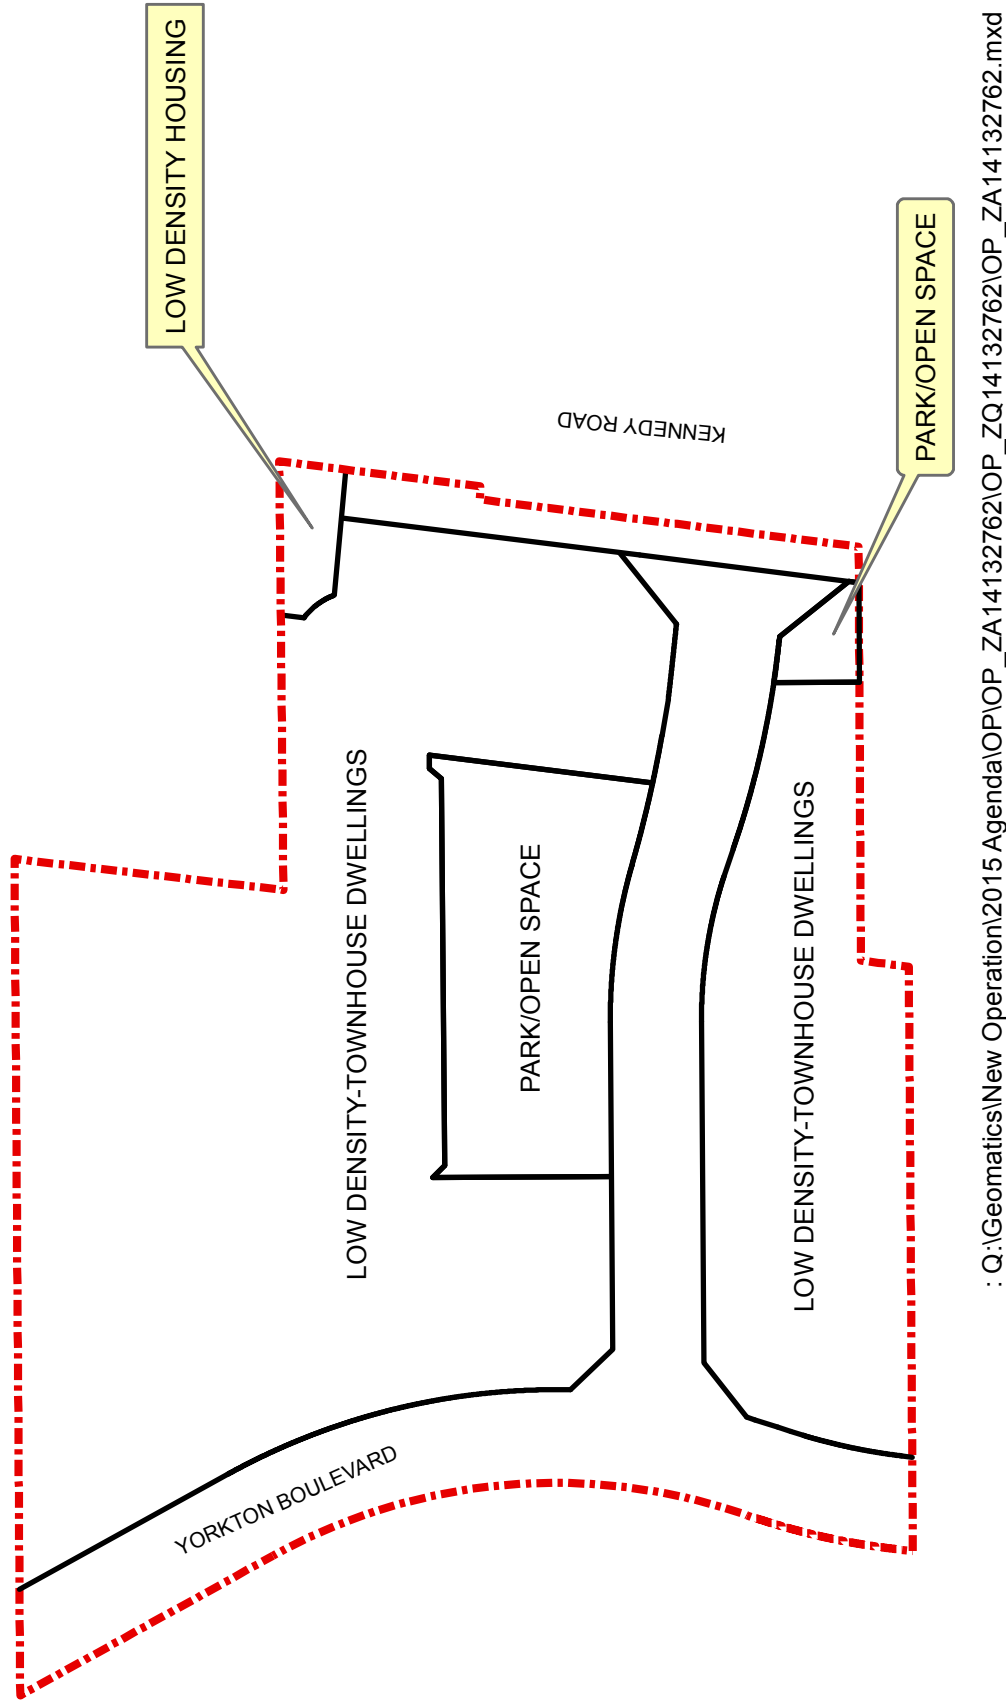 LOW DENSITY HOUSING
KENNEDY ROAD
PARK/OPEN SPACE
LOW DENSITY-TOWNHOUSE DWELLINGS
PARK/OPEN SPACE
LOW DENSITY-TOWNHOUSE DWELLINGS
YORKTON BOULEVARD
: Q:\Geomatics\New Operation\2015 Agenda\OP\OP_ZA14132762\OP_ZQ14132762\OP_ZA14132762.mxd